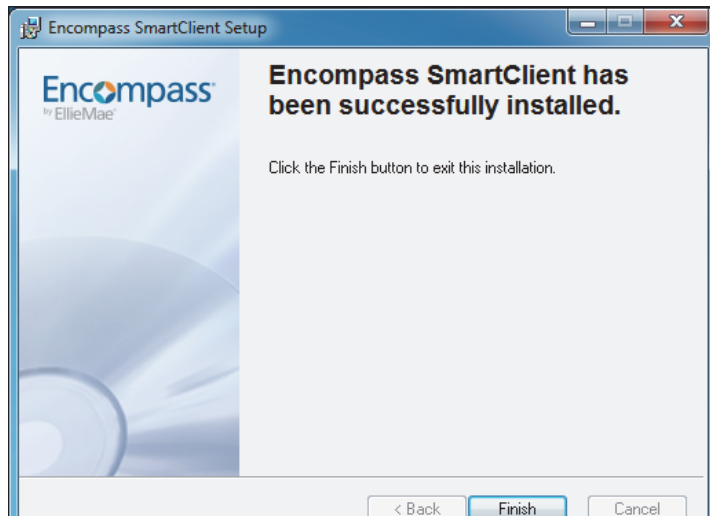 Encompass SmartClient Setup
Encompass
by EllieMae
Encompass SmartClient has
been successfully installed.
Click the Finish button to exit this installation.
< Back
Finish
Cancel